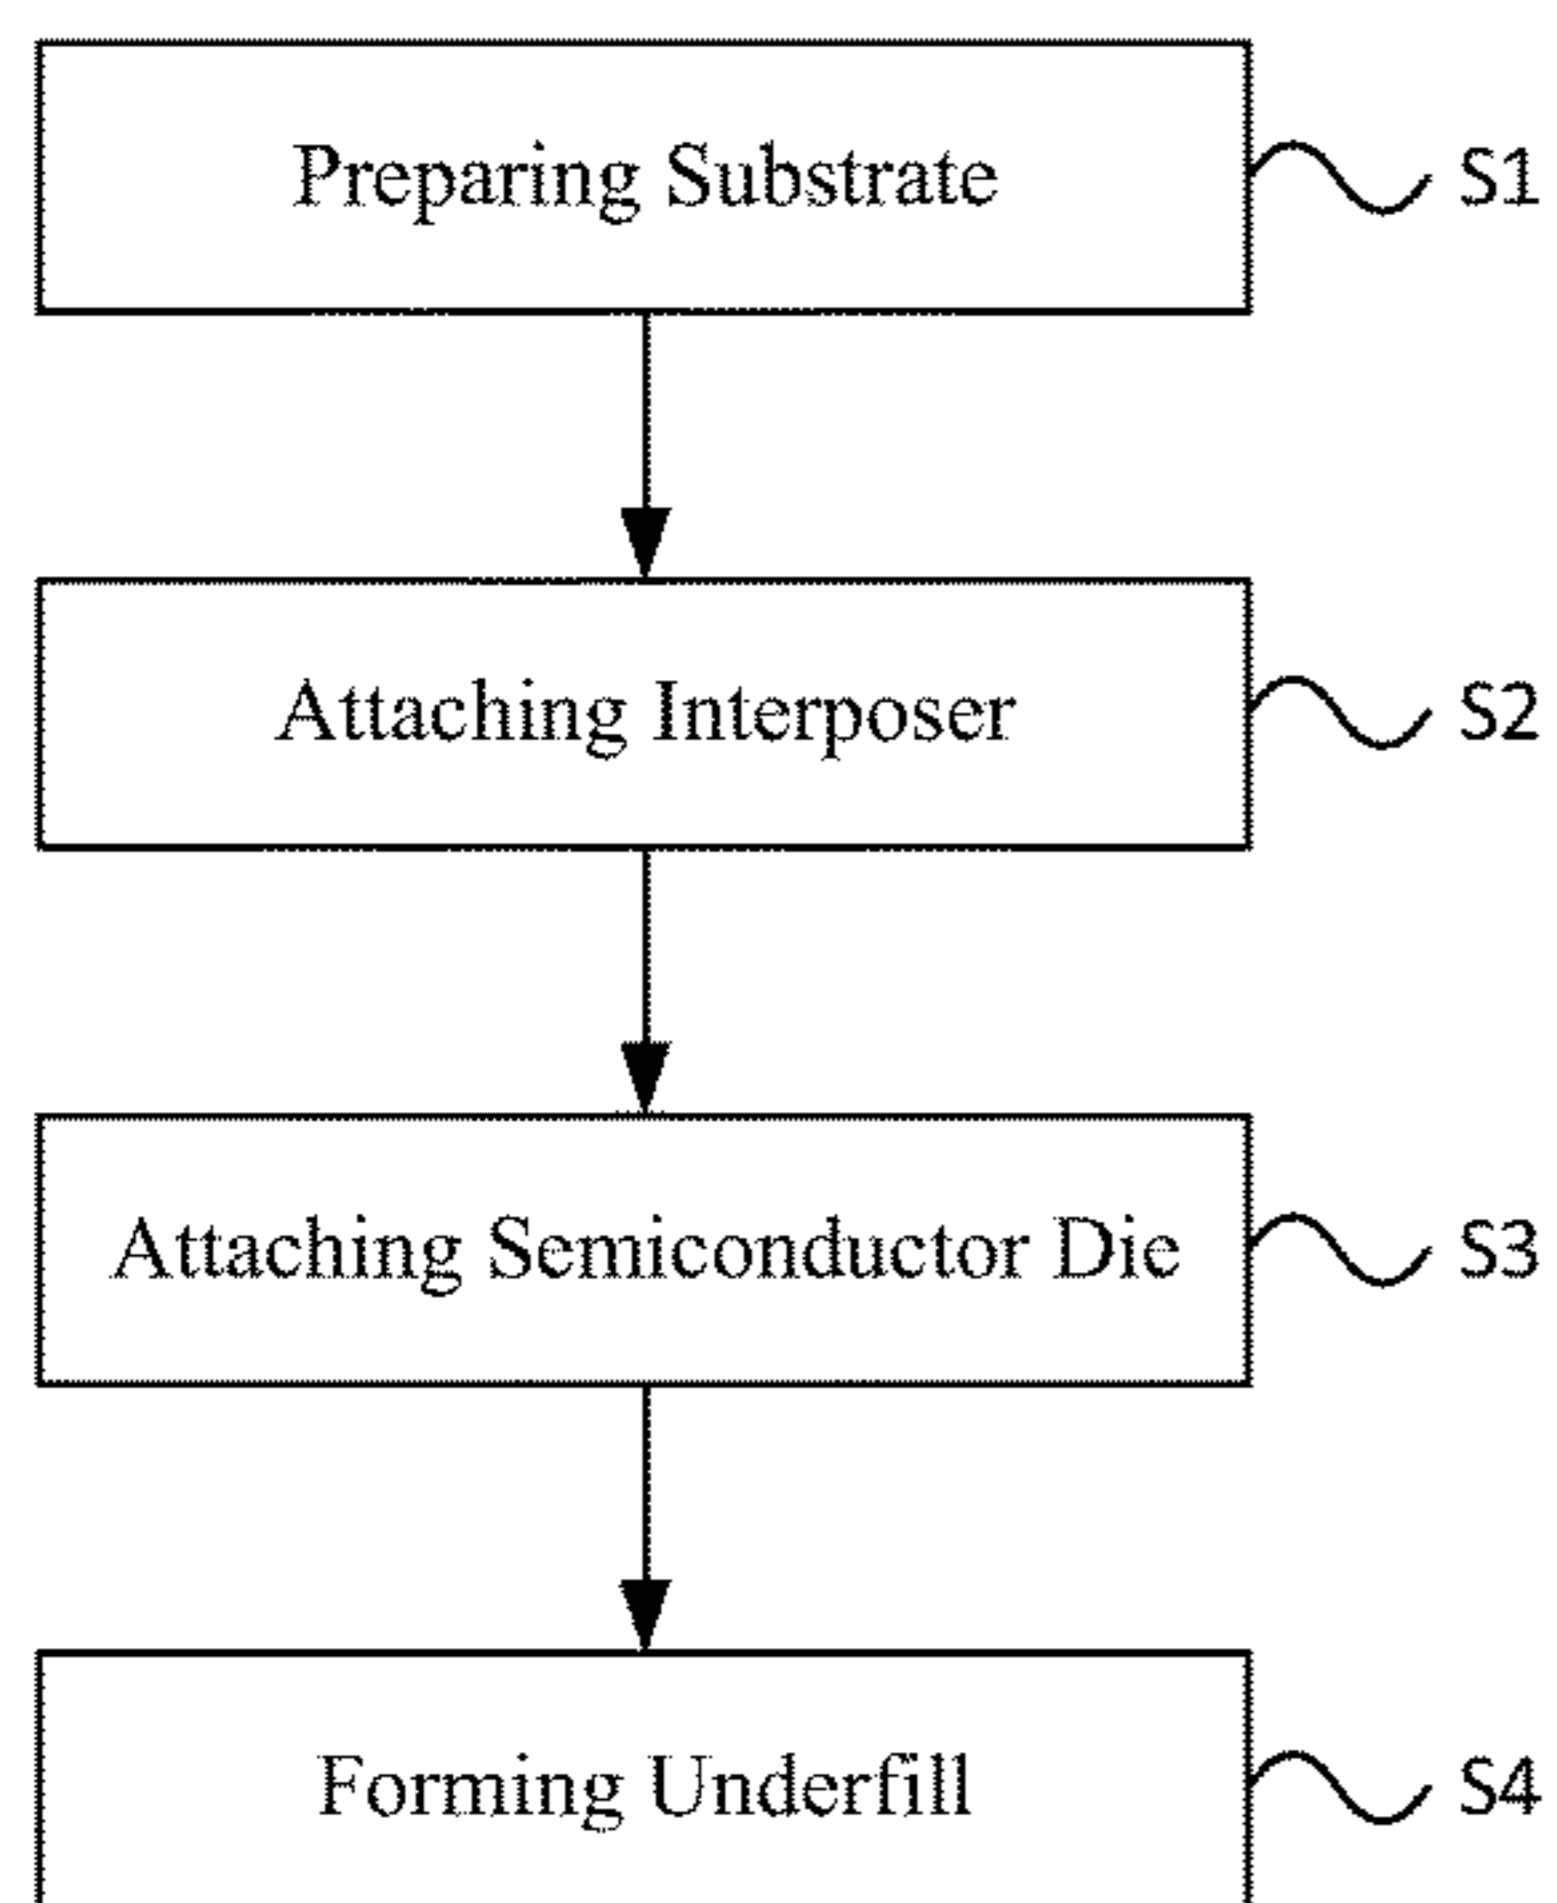 Preparing Substrate S1
Attaching Interposer S2
Attaching Semiconductor Die S3
Forming Underfill S4